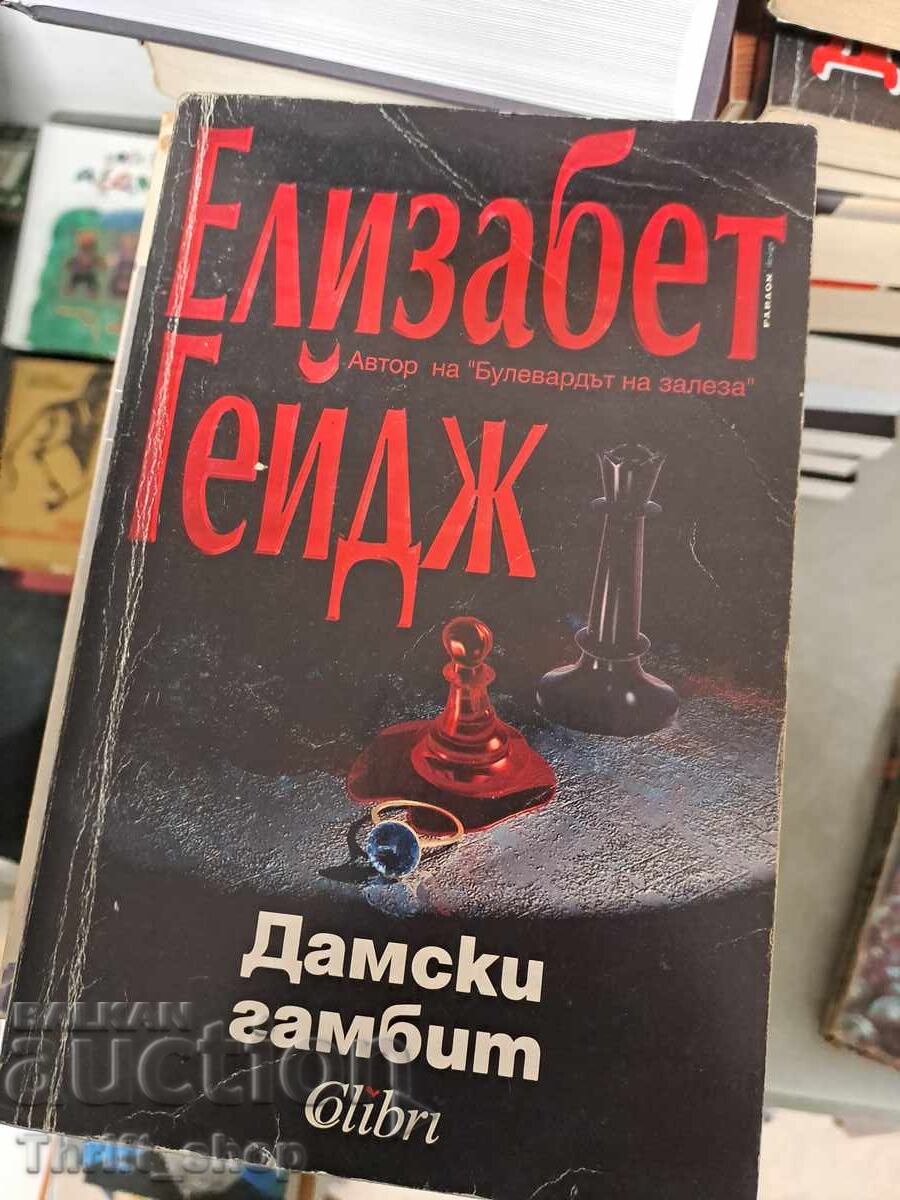 Елизабет
Автор на "Булевардът на залеза"
Гейдж
Дамски
гамбит
Colibri
BALKAN
auction
Thrift_shop